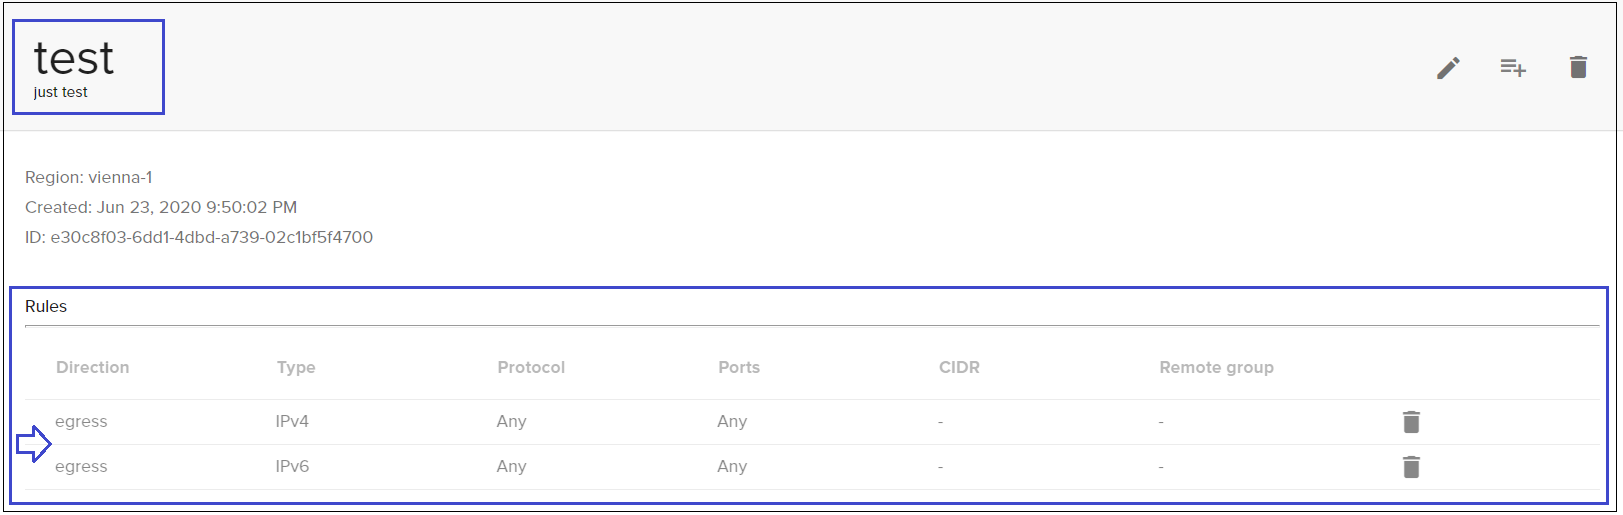 test
just test
Region: vienna-1
Created: Jun 23, 2020 9:50:02 PM
ID: e30c8f03-6dd1-4dbd-a739-02c1bf5f4700
Rules
Direction Type Protocol Ports CIDR Remote group
egress IPv4 Any Any - -
egress IPv6 Any Any - -